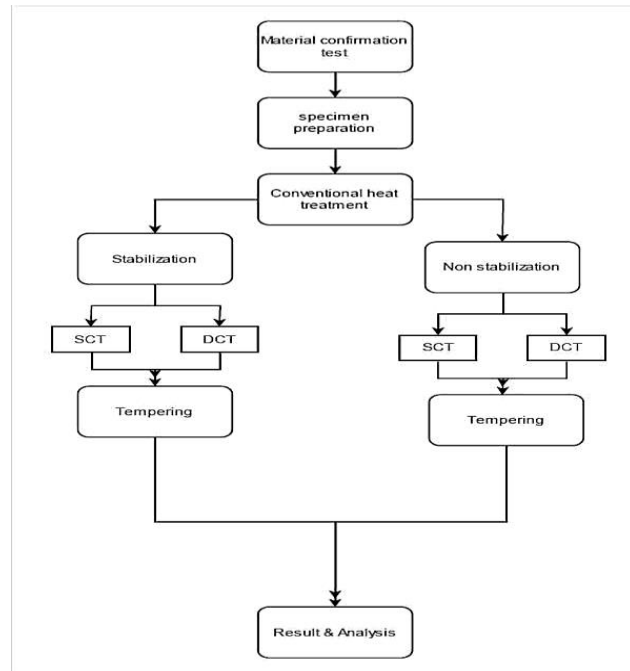 Material confirmation
test
specimen
preparation
Conventional heat
treatment
Stabilization
Non stabilization
SCT
DCT
SCT
DCT
Tempering
Tempering
Result & Analysis